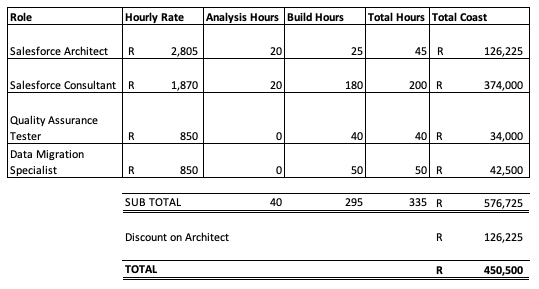 Role Hourly Rate Analysis Hours Build Hours Total Hours Total Coast
Salesforce Architect R 2,805 20 25 45 R 126,225
Salesforce Consultant R 1,870 20 180 200 R 374,000
Quality Assurance
Tester R 850 0 40 40 R 34,000
Data Migration
Specialist R 850 0 50 50 R 42,500
SUB TOTAL 40 295 335 R 576,725
Discount on Architect R 126,225
TOTAL R 450,500